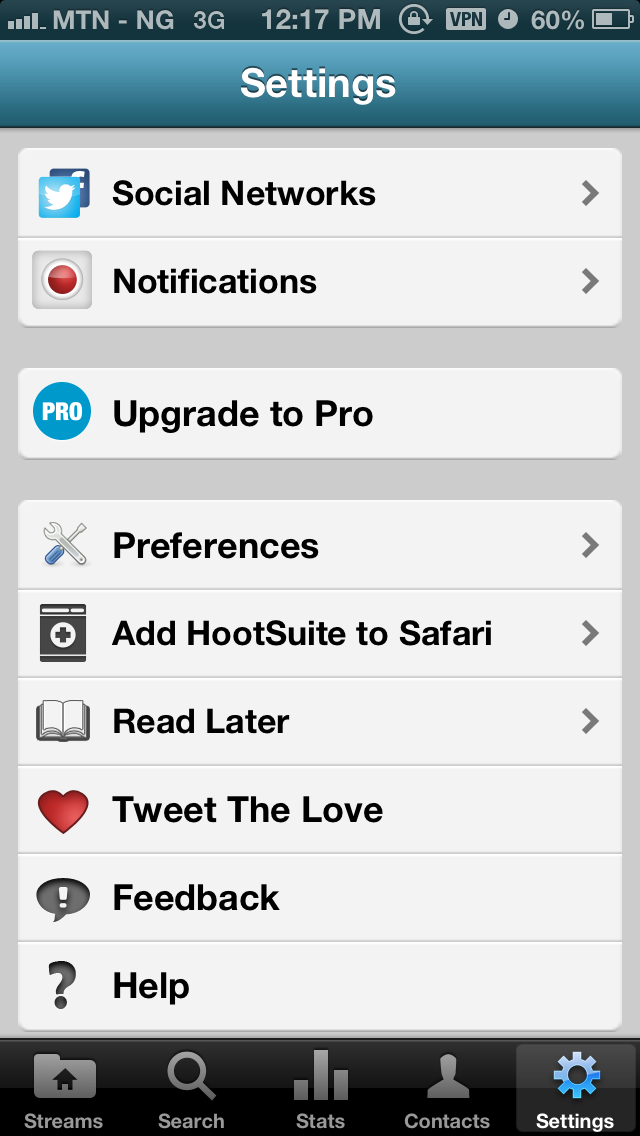 MTN - NG 3G 12:17 PM VPN 60%
Settings
f Social Networks
Notifications
PRO Upgrade to Pro
Preferences
Add HootSuite to Safari
Read Later
Tweet The Love
! Feedback
? Help
Streams Search Stats Contacts Settings